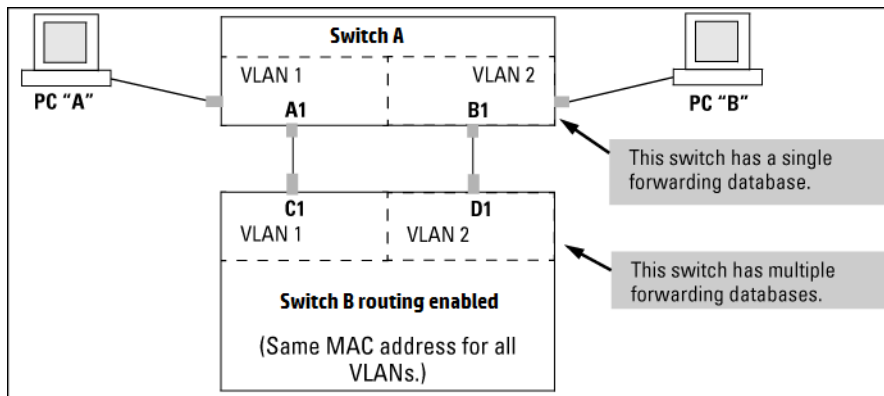 Switch A
VLAN 1
VLAN 2
PC "A"
PC "B"
A1
B1
This switch has a single
forwarding database.
C1
D1
VLAN 1
VLAN 2
This switch has multiple
forwarding databases.
Switch B routing enabled
(Same MAC address for all
VLANs.)